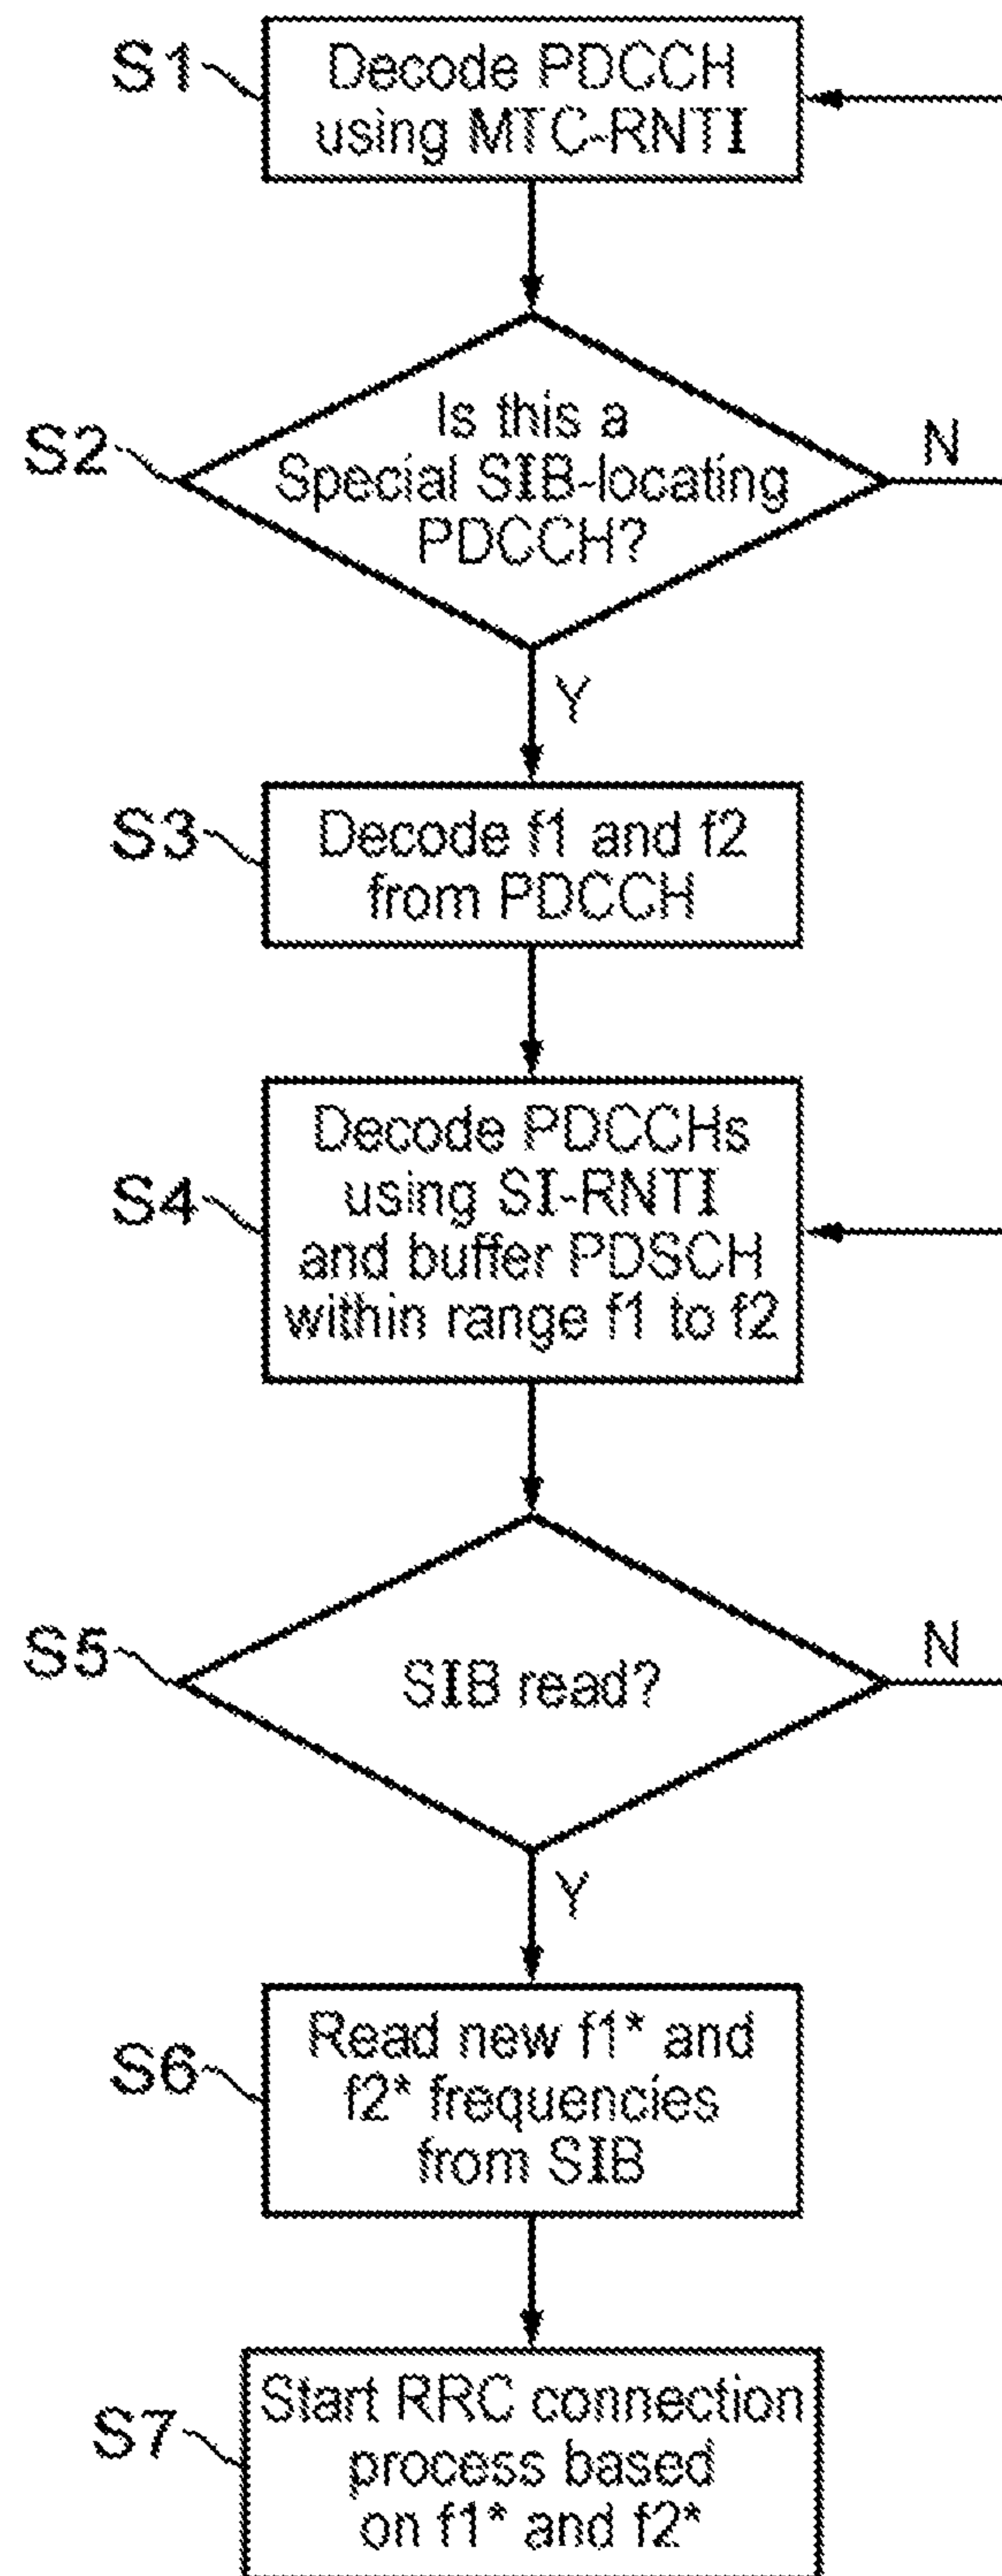 S1
Decode PDCCH
using MTC-RNTI
S2
Is this a
Special SIB-locating
PDCCH?
N
Y
S3
Decode f1 and f2
from PDCCH
S4
Decode PDCCHs
using SI-RNTI
and buffer PDSCH
within range f1 to f2
S5
SIB read?
N
Y
S6
Read new f1* and
f2* frequencies
from SIB
S7
Start RRC connection
process based
on f1* and f2*